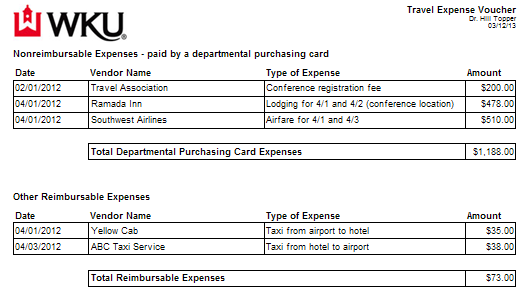 WKU®
Travel Expense Voucher
Dr. Hill Topper
03/12/13
Nonreimbursable Expenses - paid by a departmental purchasing card
Date Vendor Name Type of Expense Amount
02/01/2012 Travel Association Conference registration fee $200.00
04/01/2012 Ramada Inn Lodging for 4/1 and 4/2 (conference location) $478.00
04/01/2012 Southwest Airlines Airfare for 4/1 and 4/3 $510.00
Total Departmental Purchasing Card Expenses $1,188.00
Other Reimbursable Expenses
Date Vendor Name Type of Expense Amount
04/01/2012 Yellow Cab Taxi from airport to hotel $35.00
04/03/2012 ABC Taxi Service Taxi from hotel to airport $38.00
Total Reimbursable Expenses $73.00